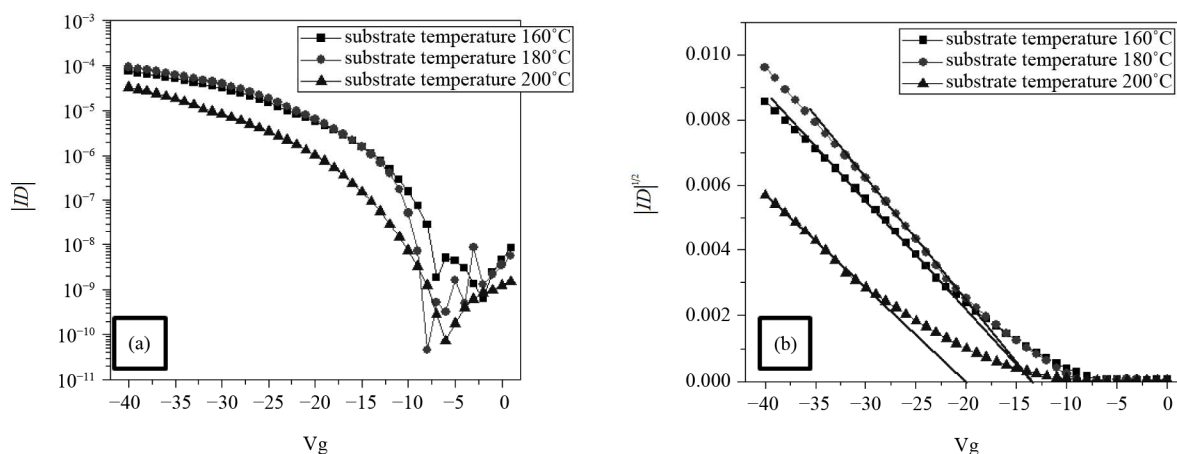 10−3
10−4
10−5
10−6
10−7
10−8
10−9
10−10
10−11
|ID|
substrate temperature 160˚C
substrate temperature 180˚C
substrate temperature 200˚C
(a)
−40 −35 −30 −25 −20 −15 −10 −5 0
Vg
0.010
0.008
0.006
0.004
0.002
0.000
|ID|1/2
substrate temperature 160˚C
substrate temperature 180˚C
substrate temperature 200˚C
(b)
−40 −35 −30 −25 −20 −15 −10 −5 0
Vg